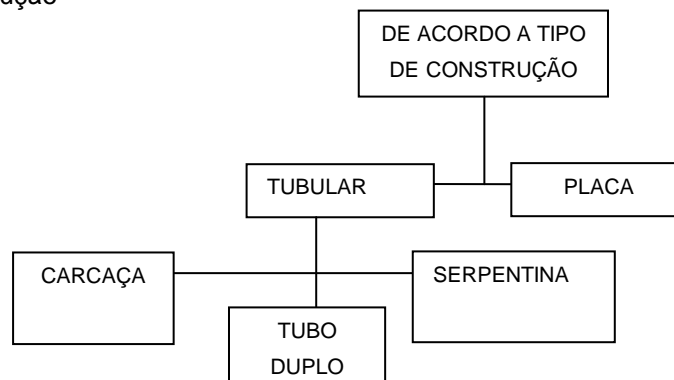 DE ACORDO A TIPO
DE CONSTRUÇÃO
TUBULAR
PLACA
CARCAÇA
SERPENTINA
TUBO
DUPLO